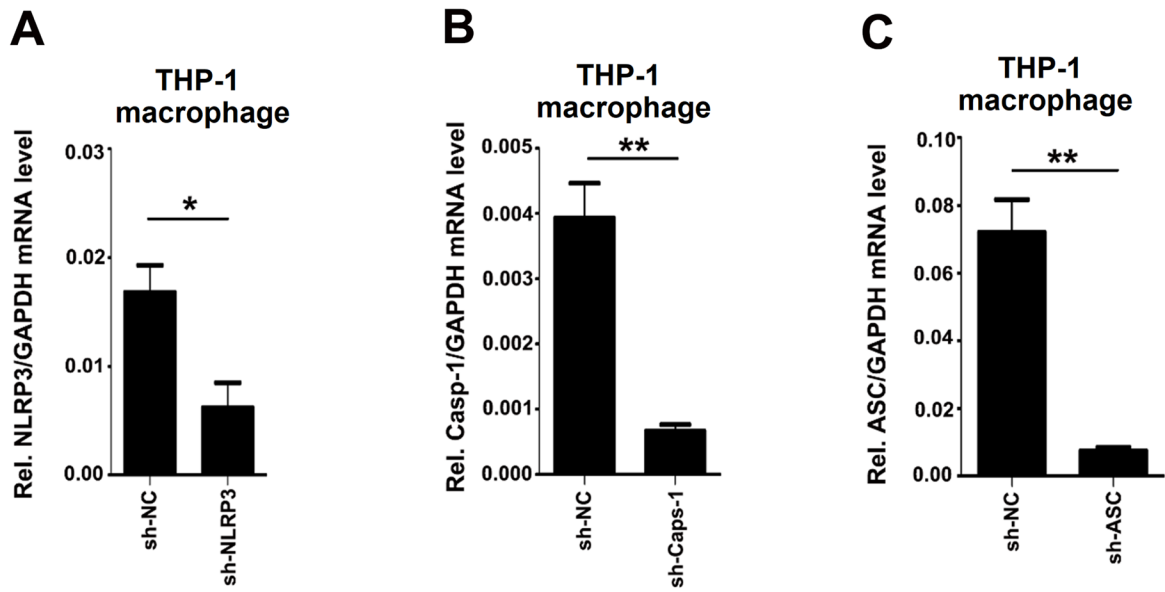 A
THP-1
macrophage
Rel. NLRP3/GAPDH mRNA level
0.03
0.02
0.01
0.00
*
sh-NC
sh-NLRP3
B
THP-1
macrophage
Rel. Casp-1/GAPDH mRNA level
0.005
0.004
0.003
0.002
0.001
0.000
**
sh-NC
sh-Caps-1
C
THP-1
macrophage
Rel. ASC/GAPDH mRNA level
0.10
0.08
0.06
0.04
0.02
0.00
**
sh-NC
sh-ASC